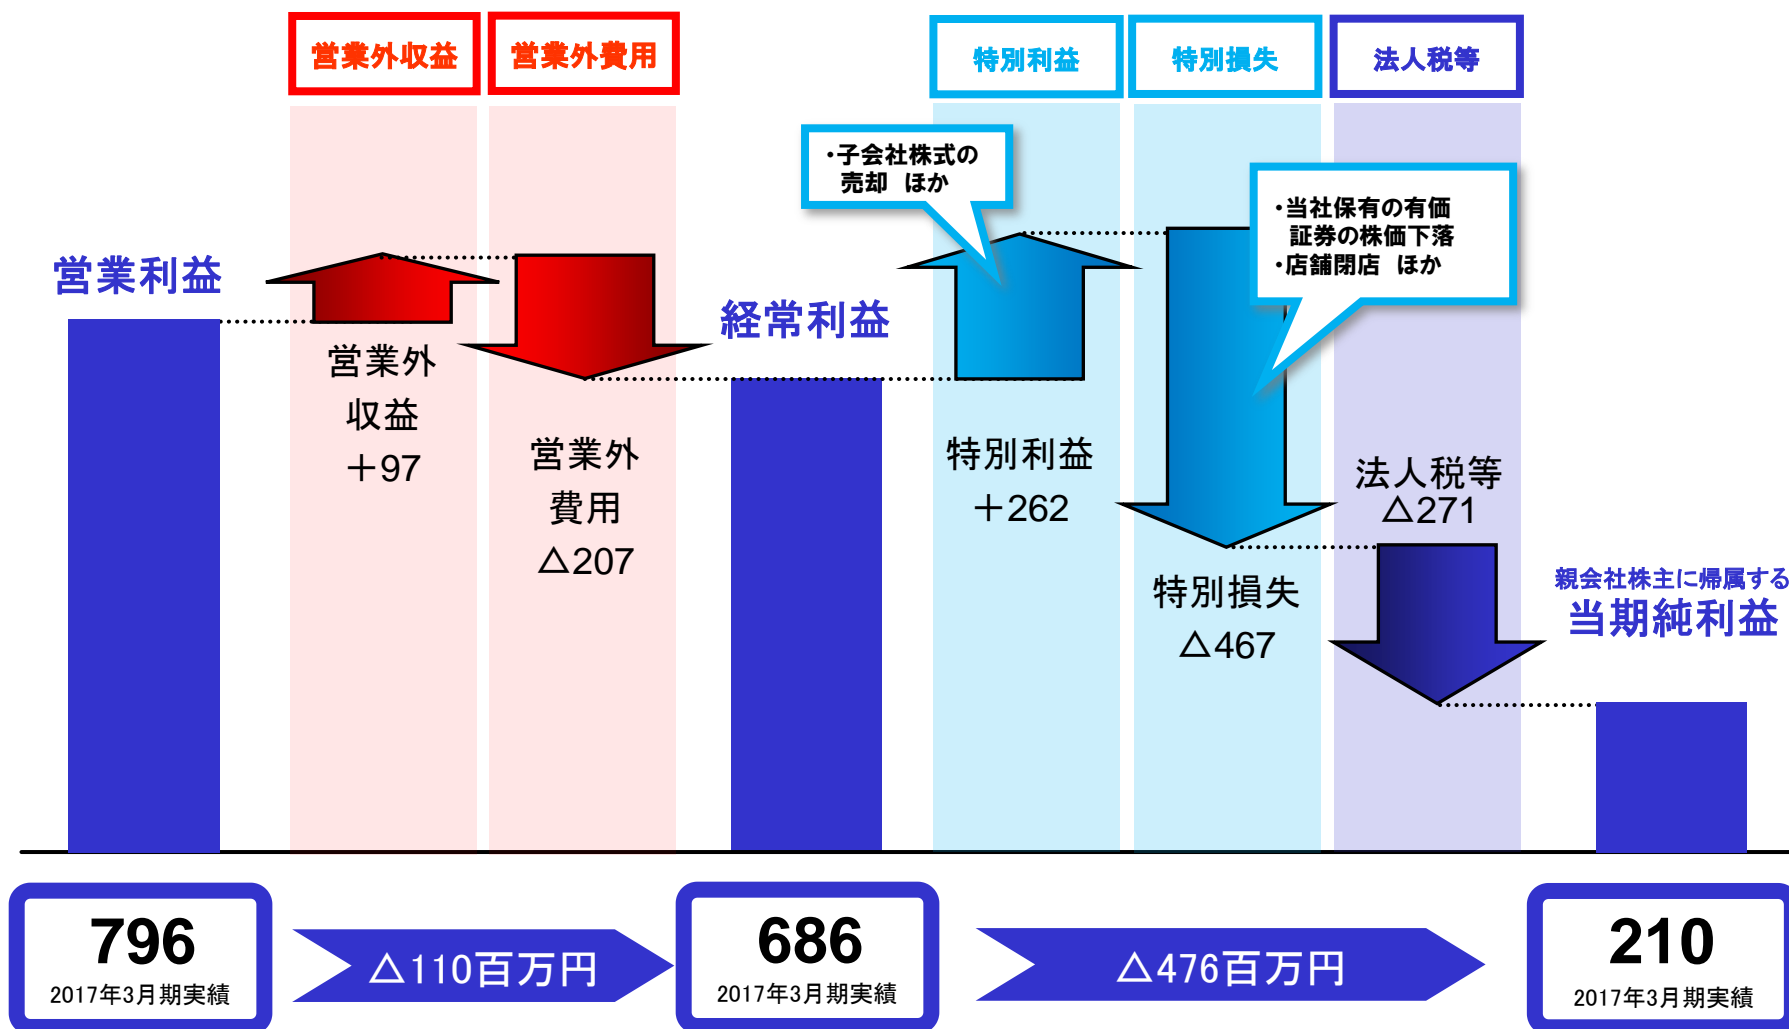 営業外収益
営業外費用
特別利益
特別損失
法人税等
・子会社株式の
売却 ほか
・当社保有の有価
証券の株価下落
・店舗閉店 ほか
営業利益
営業外
収益
＋97
営業外
費用
△207
経常利益
特別利益
＋262
特別損失
△467
法人税等
△271
親会社株主に帰属する
当期純利益
796
2017年3月期実績
△110百万円
686
2017年3月期実績
△476百万円
210
2017年3月期実績